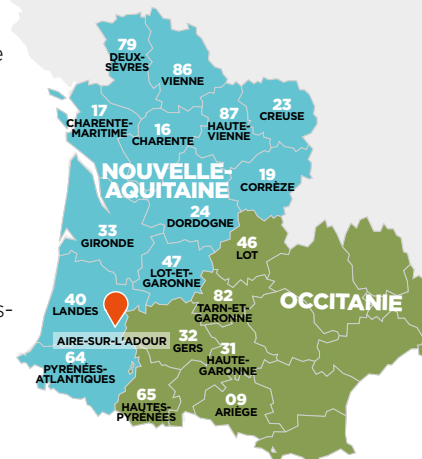 e
79
DEUX-
SÈVRES
86
VIENNE
17
CHARENTE-
MARITIME
16
CHARENTE
87
HAUTE-
VIENNE
23
CREUSE
NOUVELLE-
AQUITAINE
19
CORRÈZE
24
DORDOGNE
33
GIRONDE
46
LOT
47
LOT-ET-
GARONNE
40
LANDES
s-
82
TARN-ET-
GARONNE
OCCITANIE
AIRE-SUR-L'ADOUR
32
GERS
31
HAUTE-
GARONNE
64
PYRÉNÉES-
ATLANTIQUES
65
HAUTES-
PYRÉNÉES
09
ARIÈGE